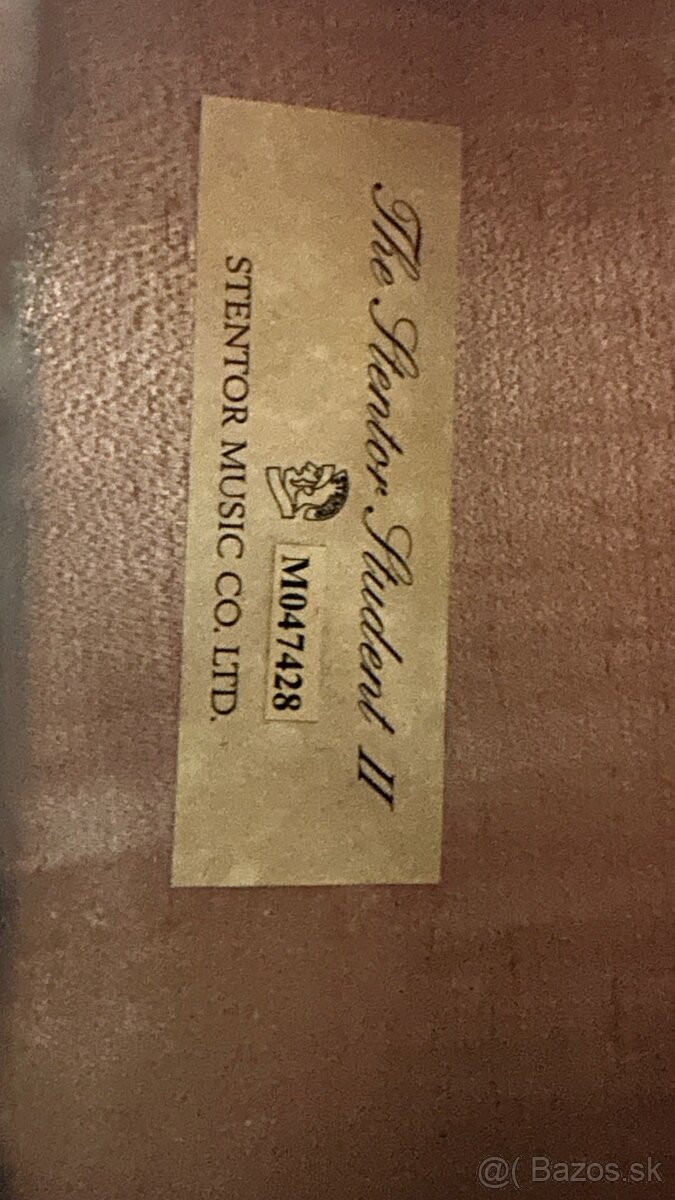 The Stentor Student II
M047428
STENTOR MUSIC CO. LTD.
@( Bazos.sk